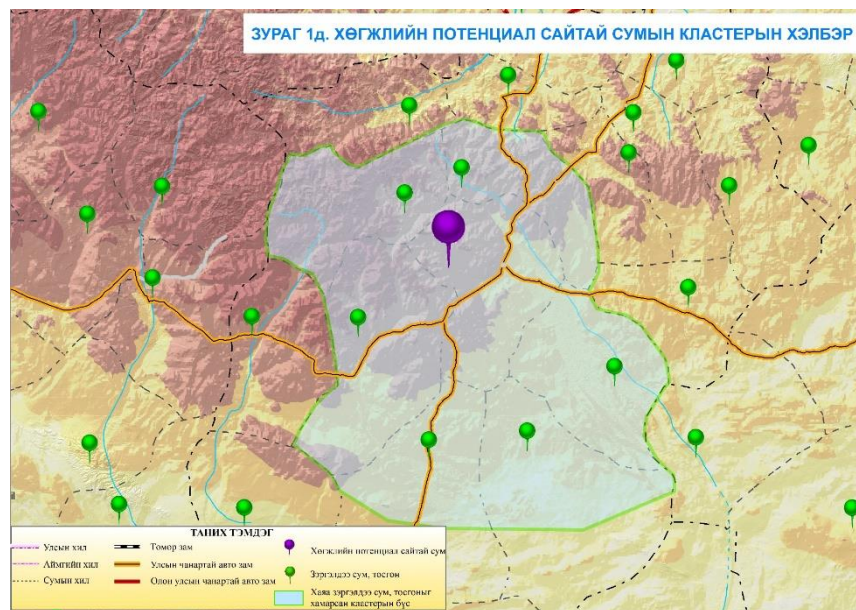 ЗУРАГ 1д. ХӨГЖЛИЙН ПОТЕНЦИАЛ САЙТАЙ СУМЫН КЛАСТЕРЫН ХЭЛБЭР
ТАНИХ ТЭМДЭГ
Улсын хил
Аймгийн хил
Сумын хил
Төмөр зам
Улсын чанартай авто зам
Олон улсын чанартай авто зам
Хөгжлийн потенциал сайтай сум
Зэргэлдээ сум, тосгон
Хаяа зэргэлдээ сум, тосгоныг
хамарсан кластерын бүс